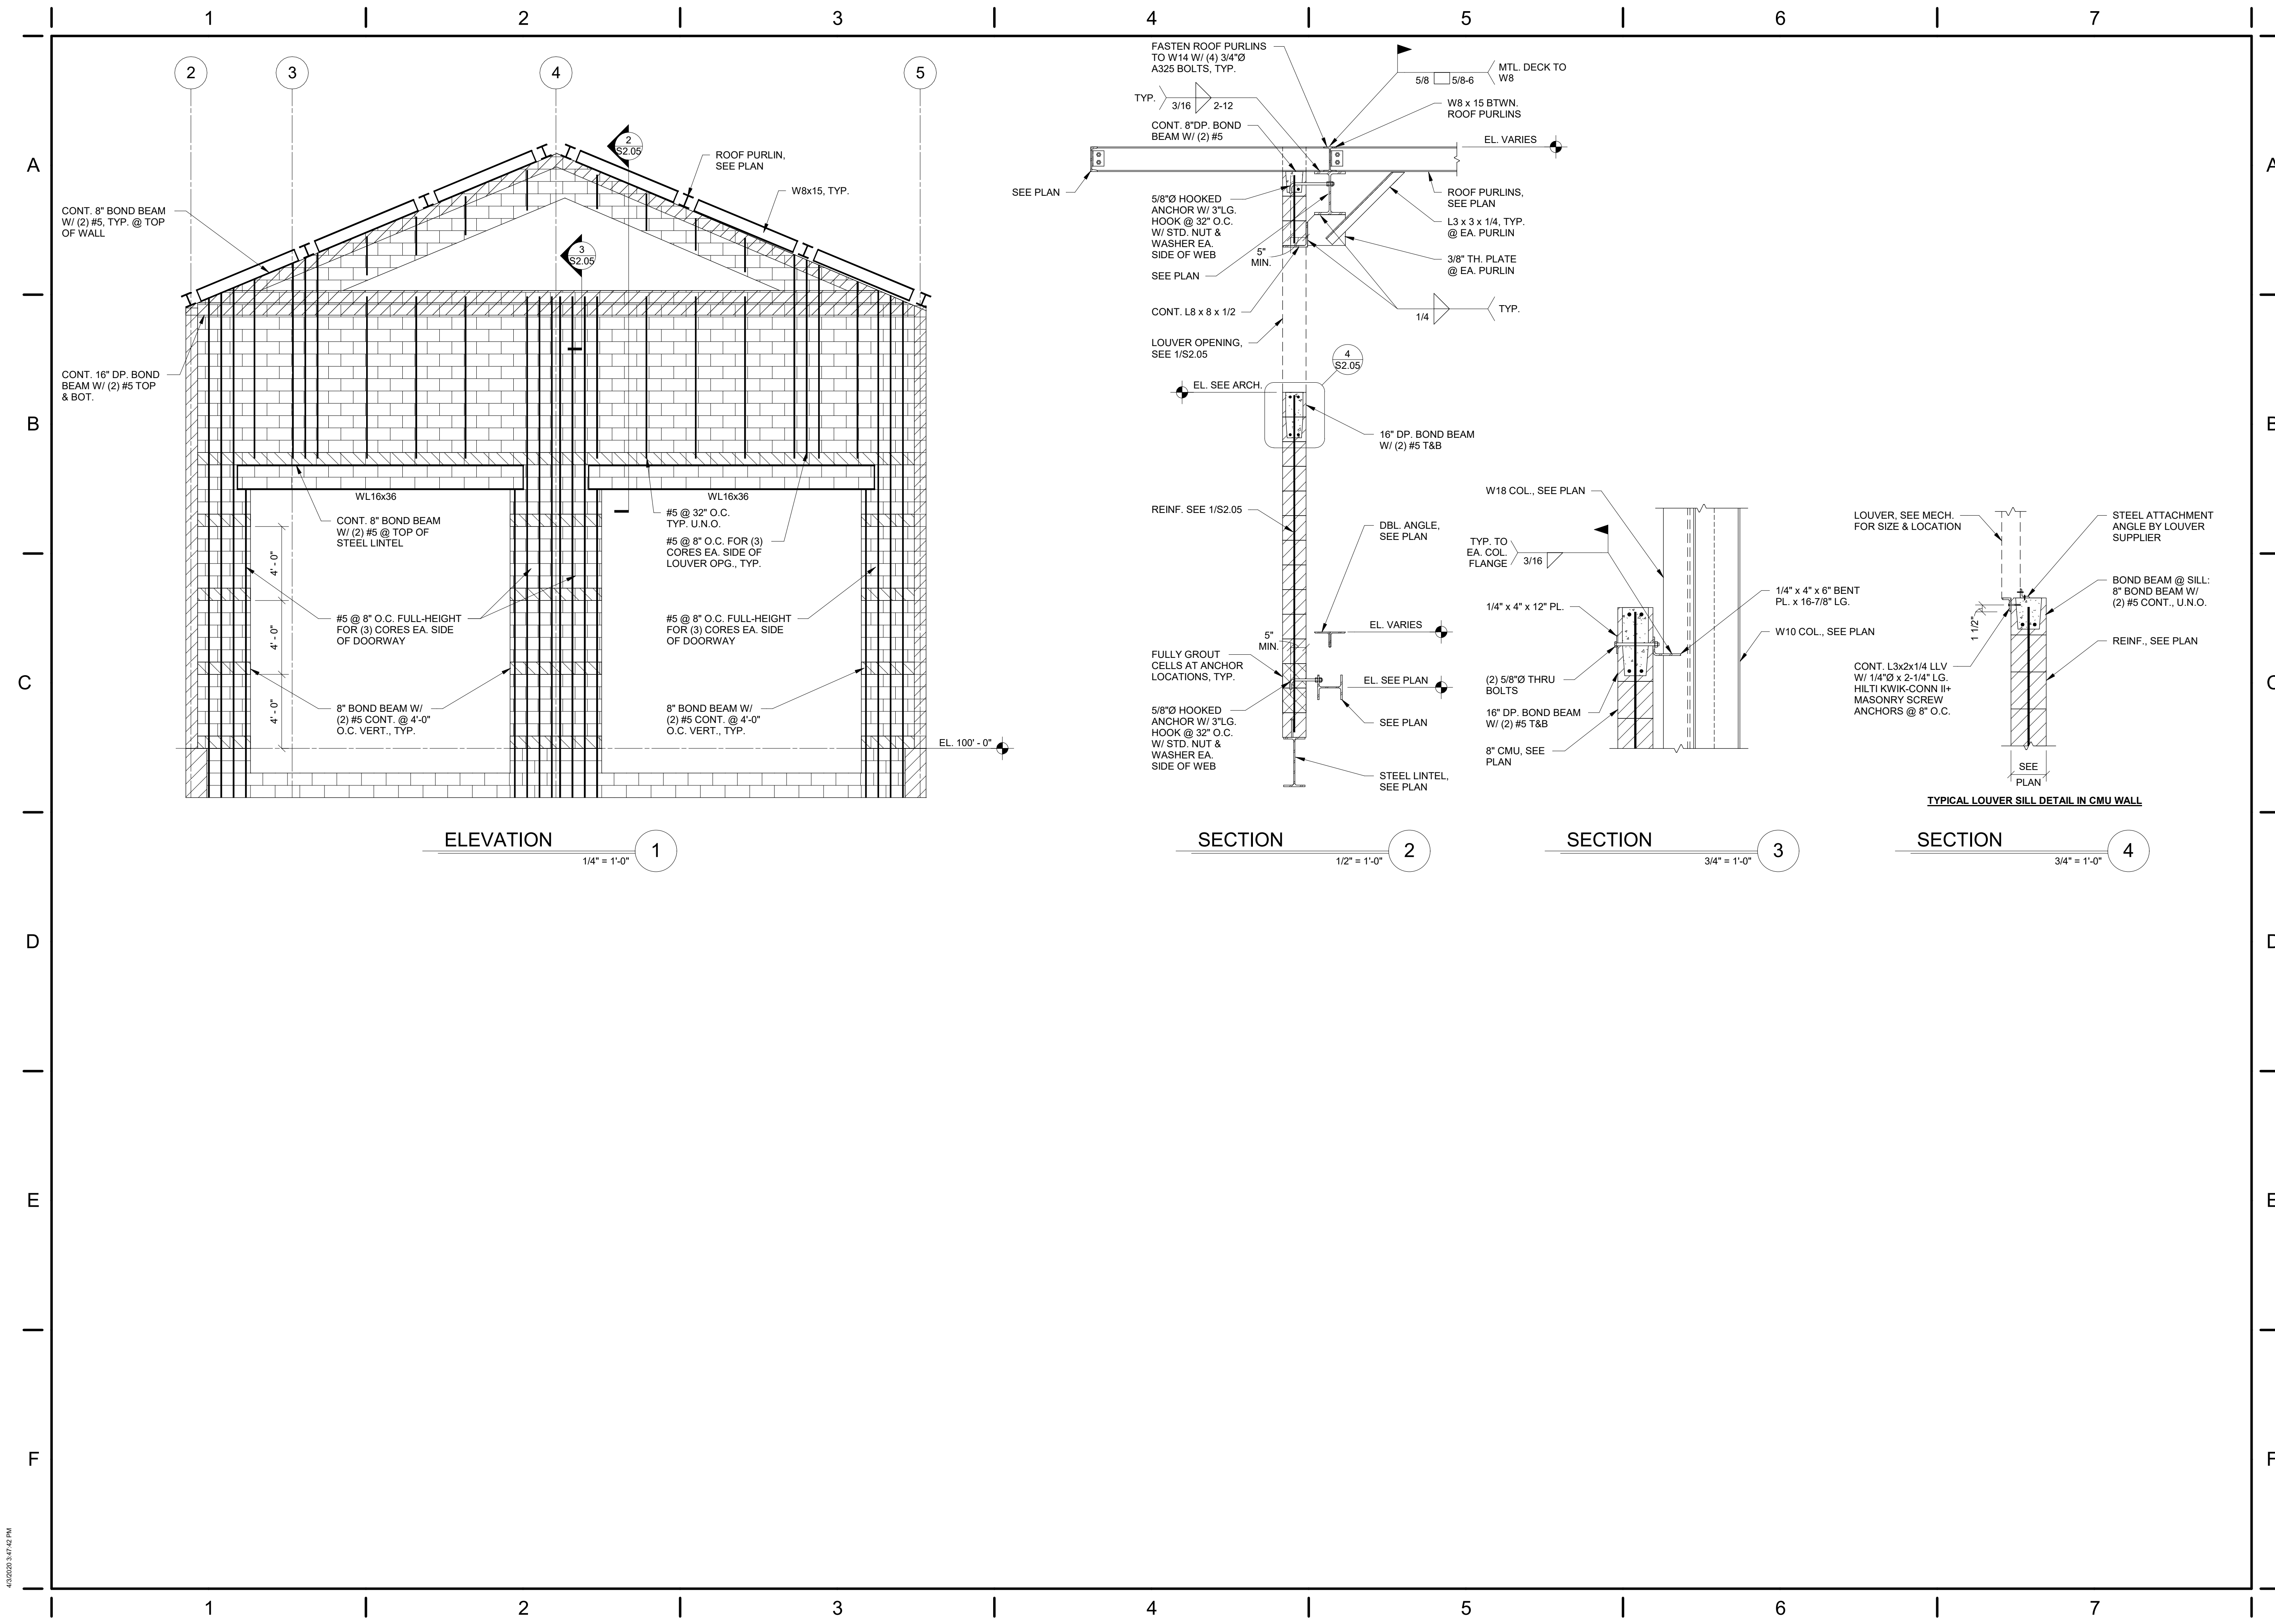 1 2 3 4 5 6 7
A
B
C
D
E
F
2 3 4 5
2
S2.05
ROOF PURLIN,
SEE PLAN
W8x15, TYP.
CONT. 8" BOND BEAM
W/ (2) #5, TYP. @ TOP
OF WALL
3
S2.05
CONT. 16" DP. BOND
BEAM W/ (2) #5 TOP
& BOT.
WL16x36
WL16x36
CONT. 8" BOND BEAM
W/ (2) #5 @ TOP OF
STEEL LINTEL
#5 @ 32" O.C.
TYP. U.N.O.
#5 @ 8" O.C. FOR (3)
CORES EA. SIDE OF
LOUVER OPG., TYP.
4' - 0"
4' - 0"
4' - 0"
#5 @ 8" O.C. FULL-HEIGHT
FOR (3) CORES EA. SIDE
OF DOORWAY
#5 @ 8" O.C. FULL-HEIGHT
FOR (3) CORES EA. SIDE
OF DOORWAY
8" BOND BEAM W/
(2) #5 CONT. @ 4'-0"
O.C. VERT., TYP.
8" BOND BEAM W/
(2) #5 CONT. @ 4'-0"
O.C. VERT., TYP.
EL. 100' - 0"
ELEVATION
1/4" = 1'-0"
1
FASTEN ROOF PURLINS
TO W14 W/ (4) 3/4"Ø
A325 BOLTS, TYP.
5/8 5/8-6
MTL. DECK TO
W8
TYP.
3/16 2-12
W8 x 15 BTWN.
ROOF PURLINS
CONT. 8"DP. BOND
BEAM W/ (2) #5
EL. VARIES
SEE PLAN
5/8"Ø HOOKED
ANCHOR W/ 3"LG.
HOOK @ 32" O.C.
W/ STD. NUT &
WASHER EA.
SIDE OF WEB
ROOF PURLINS,
SEE PLAN
L3 x 3 x 1/4, TYP.
@ EA. PURLIN
5"
MIN.
3/8" TH. PLATE
@ EA. PURLIN
SEE PLAN
CONT. L8 x 8 x 1/2
1/4
TYP.
LOUVER OPENING,
SEE 1/S2.05
4
S2.05
EL. SEE ARCH.
16" DP. BOND BEAM
W/ (2) #5 T&B
REINF. SEE 1/S2.05
DBL. ANGLE,
SEE PLAN
5"
MIN.
EL. VARIES
FULLY GROUT
CELLS AT ANCHOR
LOCATIONS, TYP.
EL. SEE PLAN
5/8"Ø HOOKED
ANCHOR W/ 3"LG.
HOOK @ 32" O.C.
W/ STD. NUT &
WASHER EA.
SIDE OF WEB
SEE PLAN
STEEL LINTEL,
SEE PLAN
SECTION
1/2" = 1'-0"
2
W18 COL., SEE PLAN
TYP. TO
EA. COL.
FLANGE
3/16
1/4" x 4" x 12" PL.
1/4" x 4" x 6" BENT
PL. x 16-7/8" LG.
W10 COL., SEE PLAN
(2) 5/8"Ø THRU
BOLTS
16" DP. BOND BEAM
W/ (2) #5 T&B
8" CMU, SEE
PLAN
SECTION
3/4" = 1'-0"
3
LOUVER, SEE MECH.
FOR SIZE & LOCATION
STEEL ATTACHMENT
ANGLE BY LOUVER
SUPPLIER
BOND BEAM @ SILL:
8" BOND BEAM W/
(2) #5 CONT., U.N.O.
1 1/2"
REINF., SEE PLAN
CONT. L3x2x1/4 LLV
W/ 1/4"Ø x 2-1/4" LG.
HILTI KWIK-CONN II+
MASONRY SCREW
ANCHORS @ 8" O.C.
SEE
PLAN
TYPICAL LOUVER SILL DETAIL IN CMU WALL
SECTION
3/4" = 1'-0"
4
A
B
C
D
E
F
4/3/2020 3:47:42 PM
1 2 3 4 5 6 7